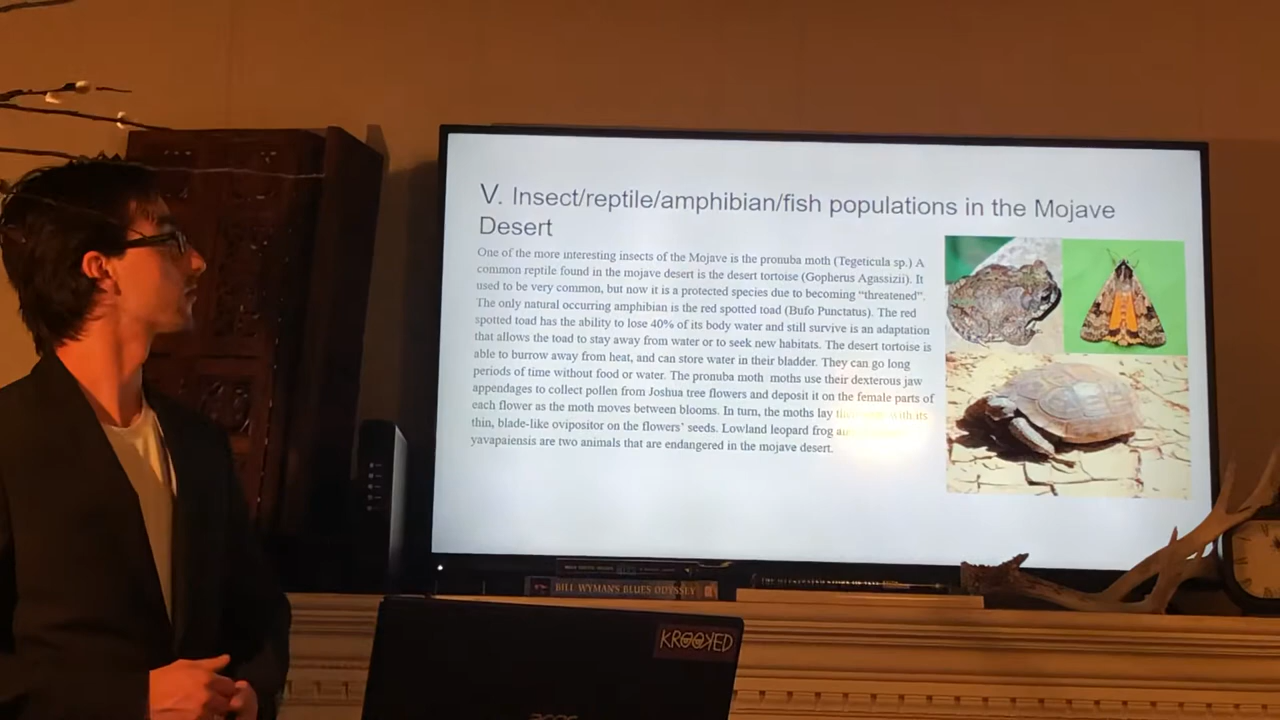 V. Insect/reptile/amphibian/fish populations in the Mojave
Desert
One of the more interesting insects of the Mojave is the pronuba moth (Tegeticula sp.) A
common reptile found in the mojave desert is the desert tortoise (Gopherus Agassizii). It
used to be very common, but now it is a protected species due to becoming “threatened”.
The only natural occurring amphibian is the red spotted toad (Bufo Punctatus). The red
spotted toad has the ability to lose 40% of its body water and still survive is an adaptation
that allows the toad to stay away from water or to seek new habitats. The desert tortoise is
able to burrow away from heat, and can store water in their bladder. They can go long
periods of time without food or water. The pronuba moth moths use their dexterous jaw
appendages to collect pollen from Joshua tree flowers and deposit it on the female parts of
each flower as the moth moves between blooms. In turn, the moths lay with its
thin, blade-like ovipositor on the flowers’ seeds. Lowland leopard frog
yavapaiensis are two animals that are endangered in the mojave desert.
BILL WYMAN'S BLUES ODYSSEY
KROOKED
acer